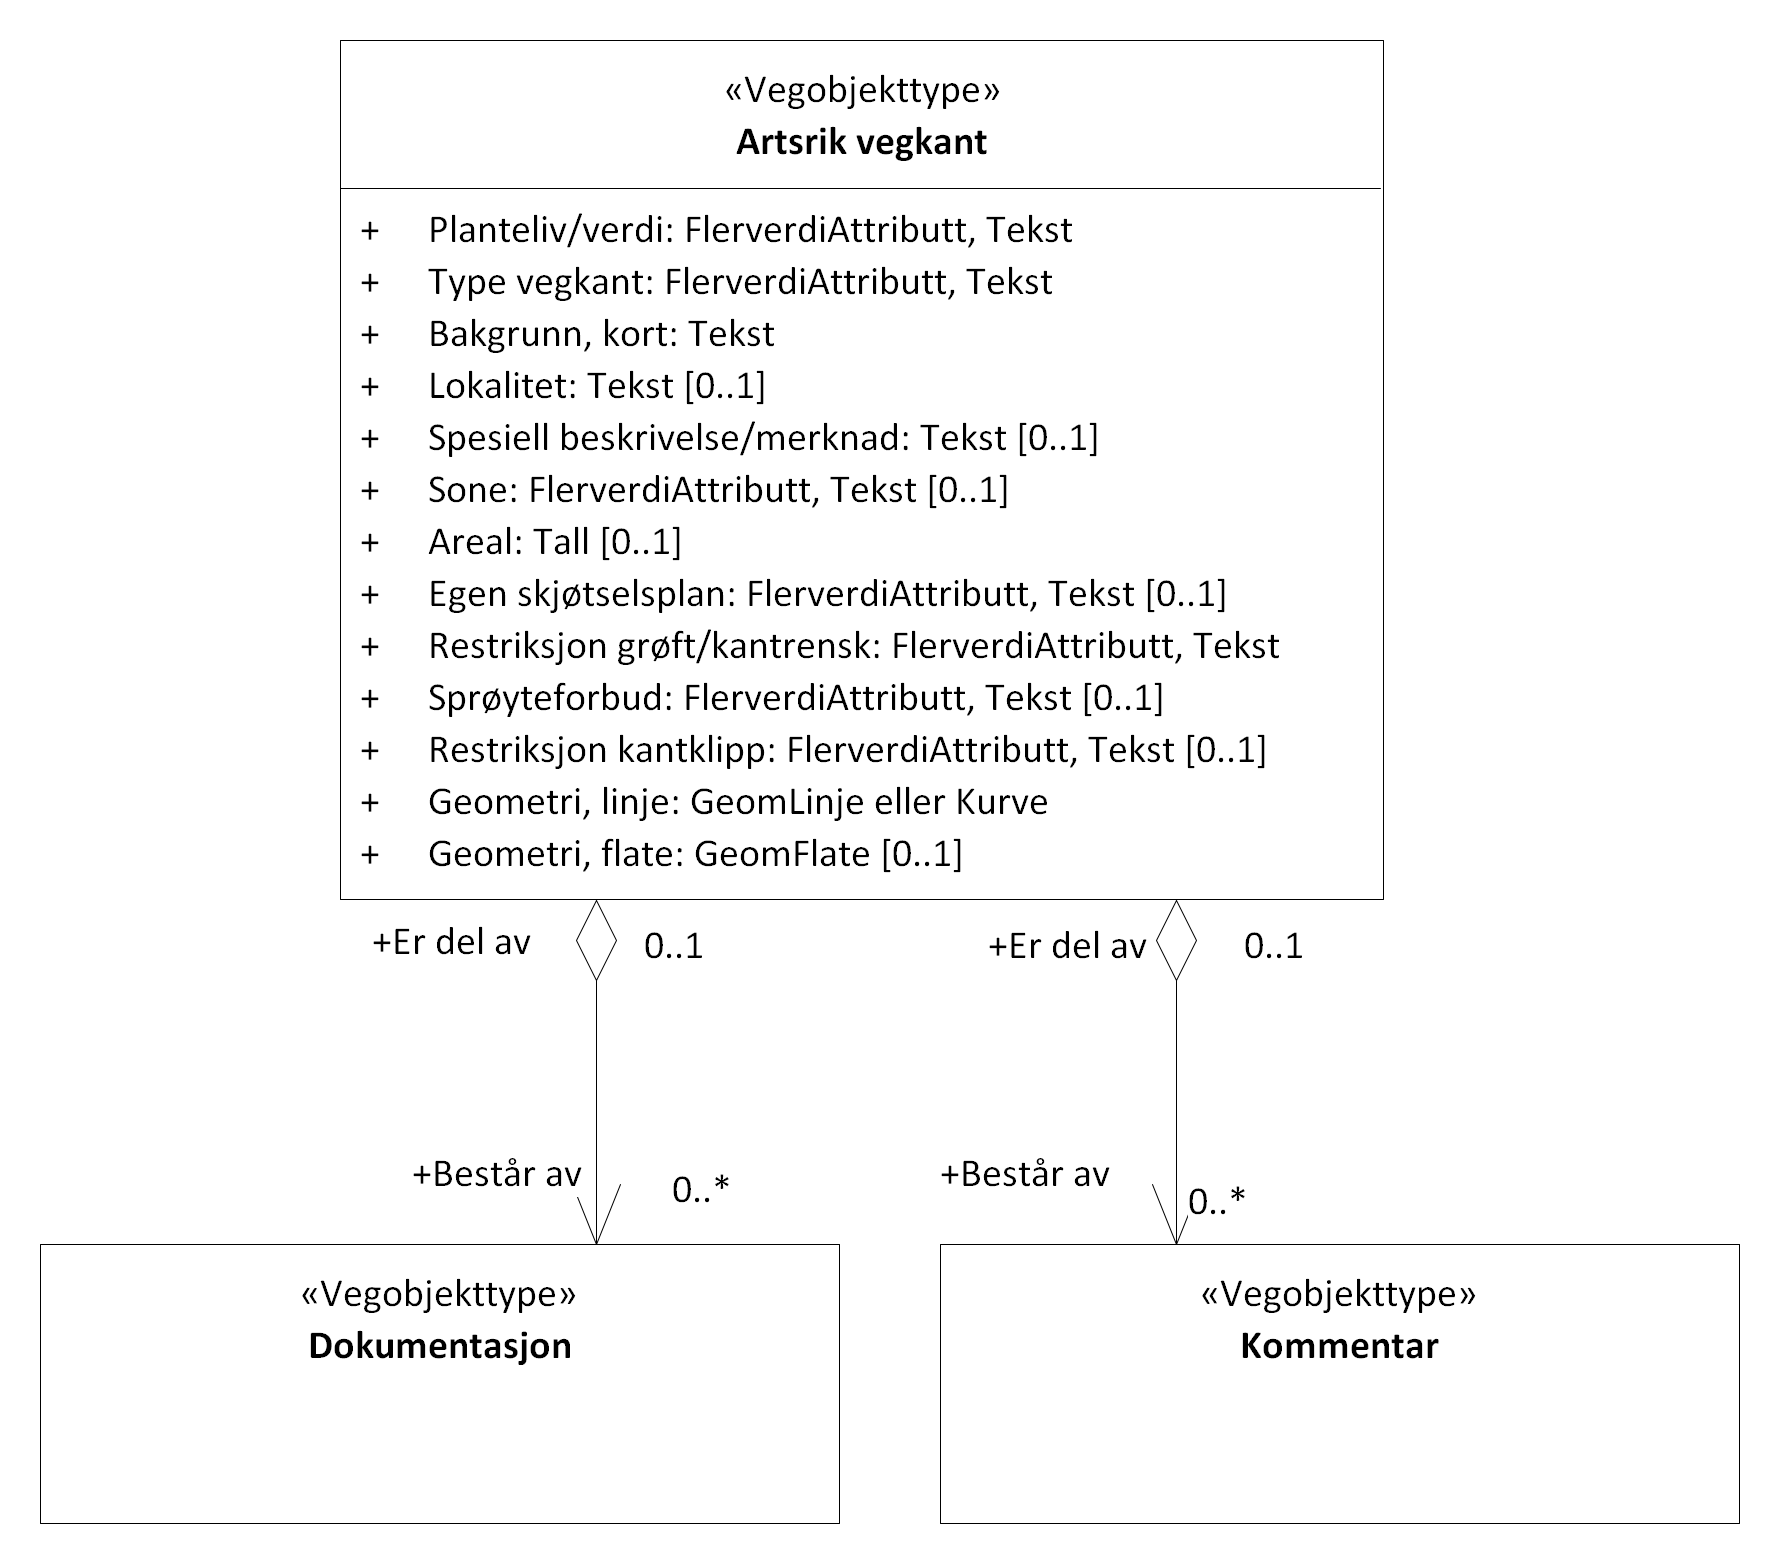 «Vegobjekttype»
Artsrik vegkant
+ Planteliv/verdi: FlerverdiAttributt, Tekst
+ Type vegkant: FlerverdiAttributt, Tekst
+ Bakgrunn, kort: Tekst
+ Lokalitet: Tekst [0..1]
+ Spesiell beskrivelse/merknad: Tekst [0..1]
+ Sone: FlerverdiAttributt, Tekst [0..1]
+ Areal: Tall [0..1]
+ Egen skjøtselsplan: FlerverdiAttributt, Tekst [0..1]
+ Restriksjon grøft/kantrensk: FlerverdiAttributt, Tekst
+ Sprøyteforbud: FlerverdiAttributt, Tekst [0..1]
+ Restriksjon kantklipp: FlerverdiAttributt, Tekst [0..1]
+ Geometri, linje: GeomLinje eller Kurve
+ Geometri, flate: GeomFlate [0..1]
+Er del av 0..1
+Er del av 0..1
+Består av 0..*
+Består av 0..*
«Vegobjekttype»
Dokumentasjon
«Vegobjekttype»
Kommentar